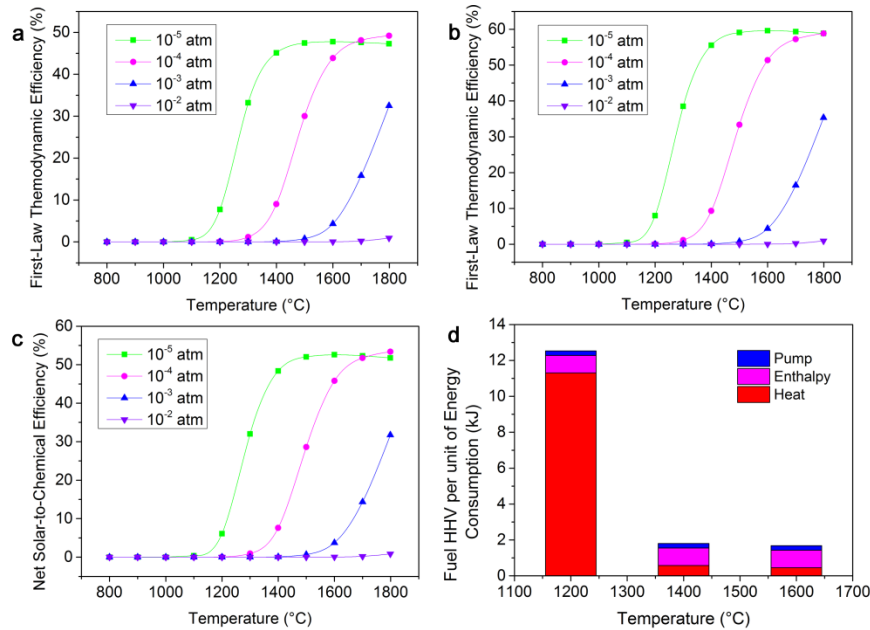 a
First-Law Themodynamic Efficiency (%)
50
40
30
20
10
0
10-5 atm
10-4 atm
10-3 atm
10-2 atm
800 1000 1200 1400 1600 1800
Temperature (°C)
b
First-Law Thermodynamic Efficiency (%)
70
60
50
40
30
20
10
0
10-5 atm
10-4 atm
10-3 atm
10-2 atm
800 1000 1200 1400 1600 1800
Temperature (°C)
c
Net Solar-to-Chemical Efficiency (%)
60
50
40
30
20
10
0
10-5 atm
10-4 atm
10-3 atm
10-2 atm
800 1000 1200 1400 1600 1800
Temperature (°C)
d
Fuel HHV per unit of Energy
Consumption (kJ)
14
12
10
8
6
4
2
0
Pump
Enthalpy
Heat
1100 1200 1300 1400 1500 1600 1700
Temperature (°C)